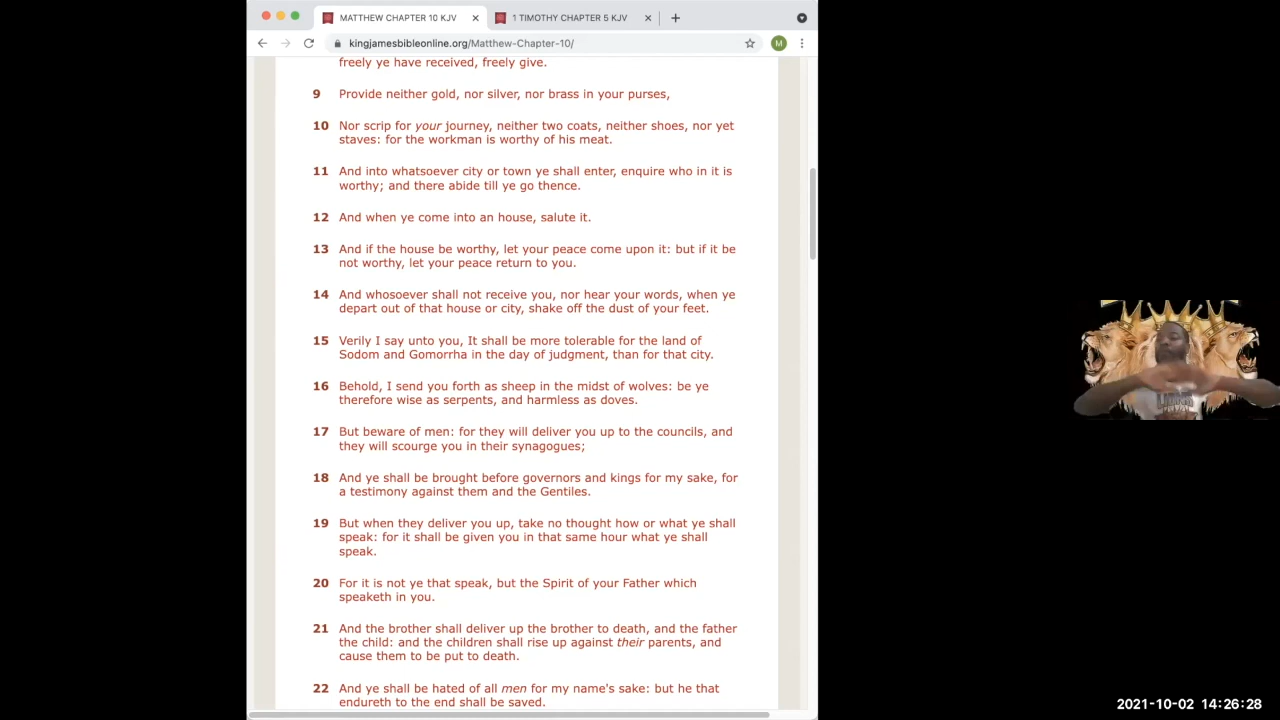 MATTHEW CHAPTER 10 KJV
1 TIMOTHY CHAPTER 5 KJV
kingjamesbibleonline.org/Matthew-Chapter-10/
M
freely ye have received, freely give.
9 Provide neither gold, nor silver, nor brass in your purses,
10 Nor scrip for your journey, neither two coats, neither shoes, nor yet
staves: for the workman is worthy of his meat.
11 And into whatsoever city or town ye shall enter, enquire who in it is
worthy; and there abide till ye go thence.
12 And when ye come into an house, salute it.
13 And if the house be worthy, let your peace come upon it: but if it be
not worthy, let your peace return to you.
14 And whosoever shall not receive you, nor hear your words, when ye
depart out of that house or city, shake off the dust of your feet.
15 Verily I say unto you, It shall be more tolerable for the land of
Sodom and Gomorrha in the day of judgment, than for that city.
16 Behold, I send you forth as sheep in the midst of wolves: be ye
therefore wise as serpents, and harmless as doves.
17 But beware of men: for they will deliver you up to the councils, and
they will scourge you in their synagogues;
18 And ye shall be brought before governors and kings for my sake, for
a testimony against them and the Gentiles.
19 But when they deliver you up, take no thought how or what ye shall
speak: for it shall be given you in that same hour what ye shall
speak.
20 For it is not ye that speak, but the Spirit of your Father which
speaketh in you.
21 And the brother shall deliver up the brother to death, and the father
the child: and the children shall rise up against their parents, and
cause them to be put to death.
22 And ye shall be hated of all men for my name's sake: but he that
endureth to the end shall be saved.
2021-10-02 14:26:28